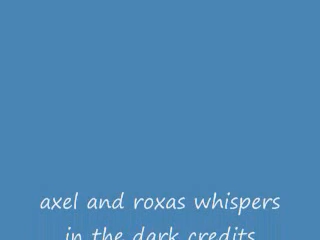 axel and roxas whispers
in the dark credits